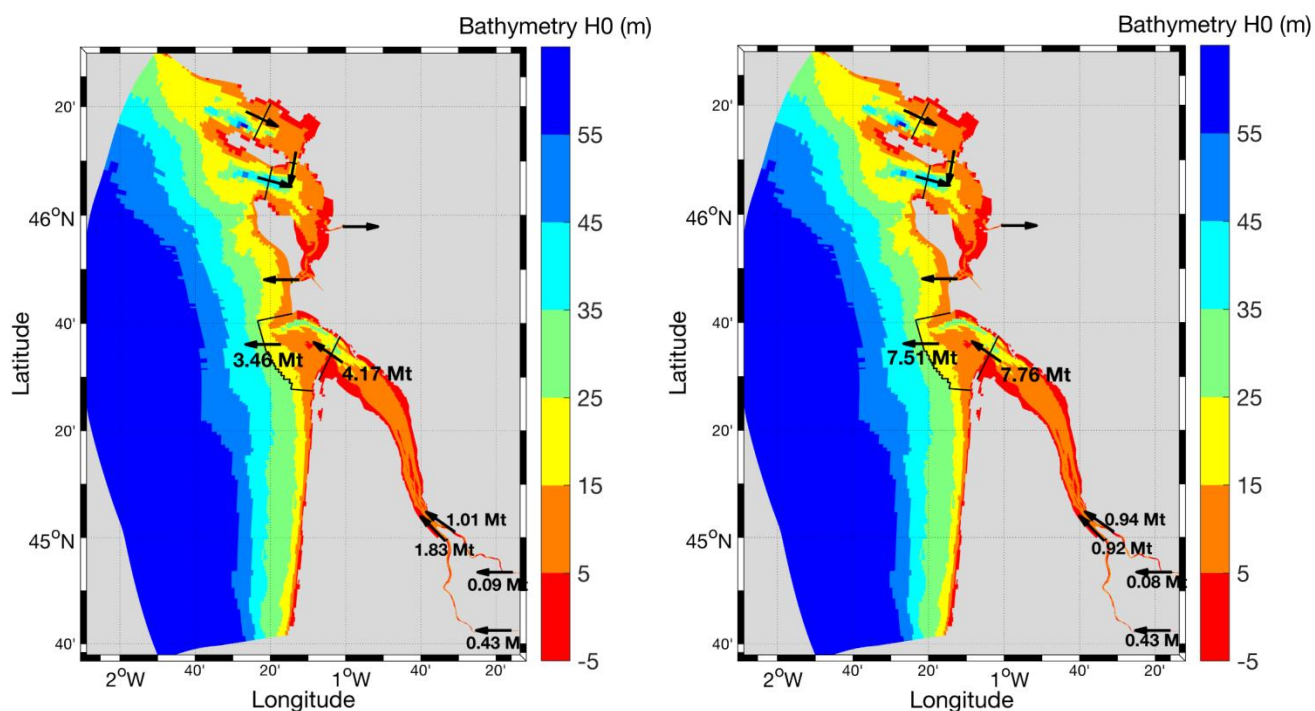 Bathymetry H0 (m)
20'
46°N
40'
20'
45°N
40'
Latitude
3.46 Mt
4.17 Mt
1.01 Mt
1.83 Mt
0.09 Mt
0.43 M
2°W
40'
20'
1°W
Longitude
55
45
35
25
15
5
-5
Bathymetry H0 (m)
20'
46°N
40'
20'
45°N
40'
Latitude
7.51 Mt
7.76 Mt
0.94 Mt
0.92 Mt
0.08 Mt
0.43 M
2°W
40'
20'
1°W
Longitude
55
45
35
25
15
5
-5